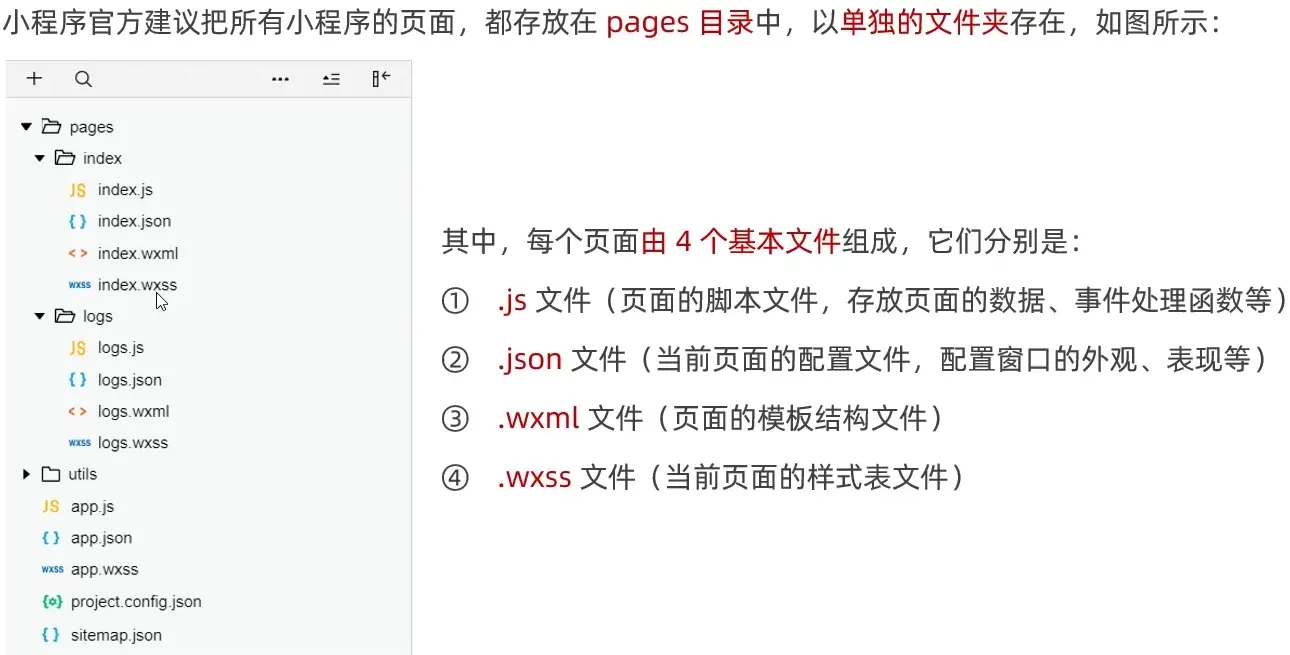 小程序官方建议把所有小程序的页面，都存放在 pages 目录中，以单独的文件夹存在，如图所示：
pages
index
JS index.js
{ } index.json
< > index.wxml
wxss index.wxss
logs
JS logs.js
{ } logs.json
< > logs.wxml
wxss logs.wxss
utils
JS app.js
{ } app.json
wxss app.wxss
project.config.json
{ } sitemap.json
其中，每个页面由 4 个基本文件组成，它们分别是：
① .js 文件（页面的脚本文件，存放页面的数据、事件处理函数等）
② .json 文件（当前页面的配置文件，配置窗口的外观、表现等）
③ .wxml 文件（页面的模板结构文件）
④ .wxss 文件（当前页面的样式表文件）